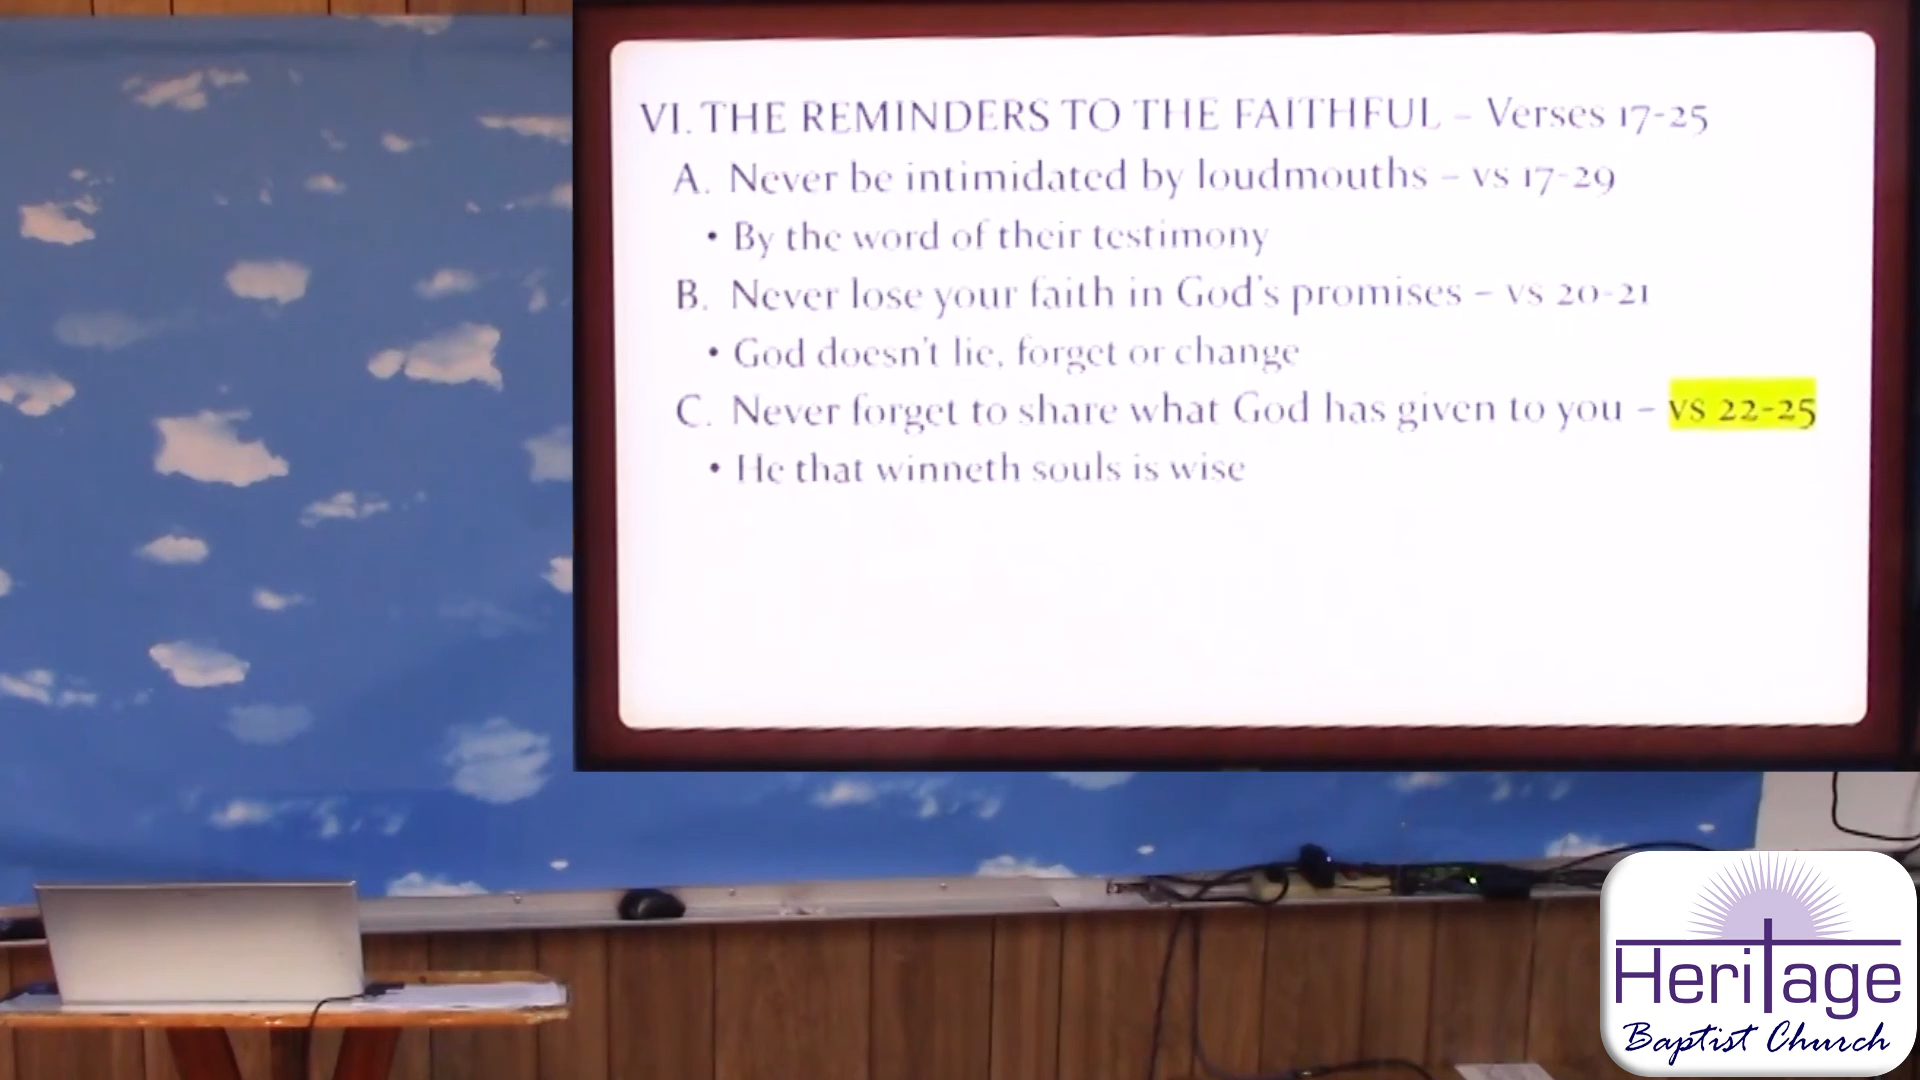 VI. THE REMINDERS TO THE FAITHFUL – Verses 17-25
A. Never be intimidated by loudmouths – vs 17-29
• By the word of their testimony
B. Never lose your faith in God's promises – vs 20-21
• God doesn't lie, forget or change
C. Never forget to share what God has given to you – vs 22-25
• He that winneth souls is wise
Heritage
Baptist Church